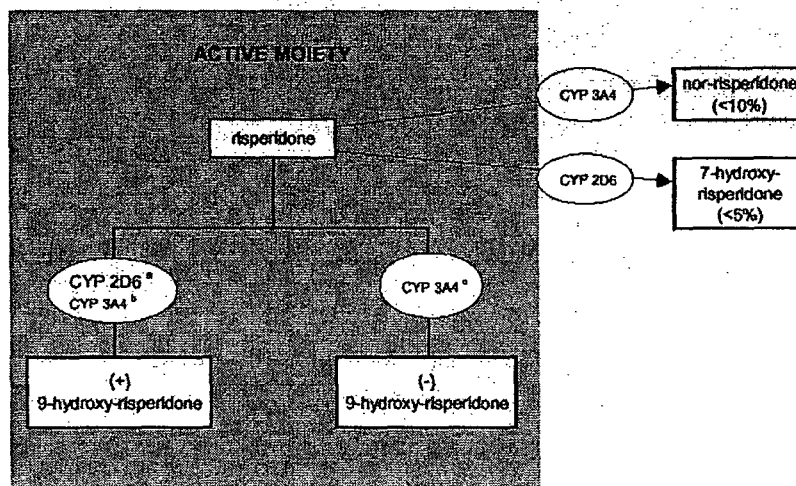 ACTIVE MOIETY
risperidone
CYP 3A4
nor-risperidone
(<10%)
CYP 2D6
7-hydroxy-
risperidone
(<5%)
CYP 2D6 a
CYP 3A4 b
CYP 3A4
(+)
9-hydroxy-risperidone
(-)
9-hydroxy-risperidone